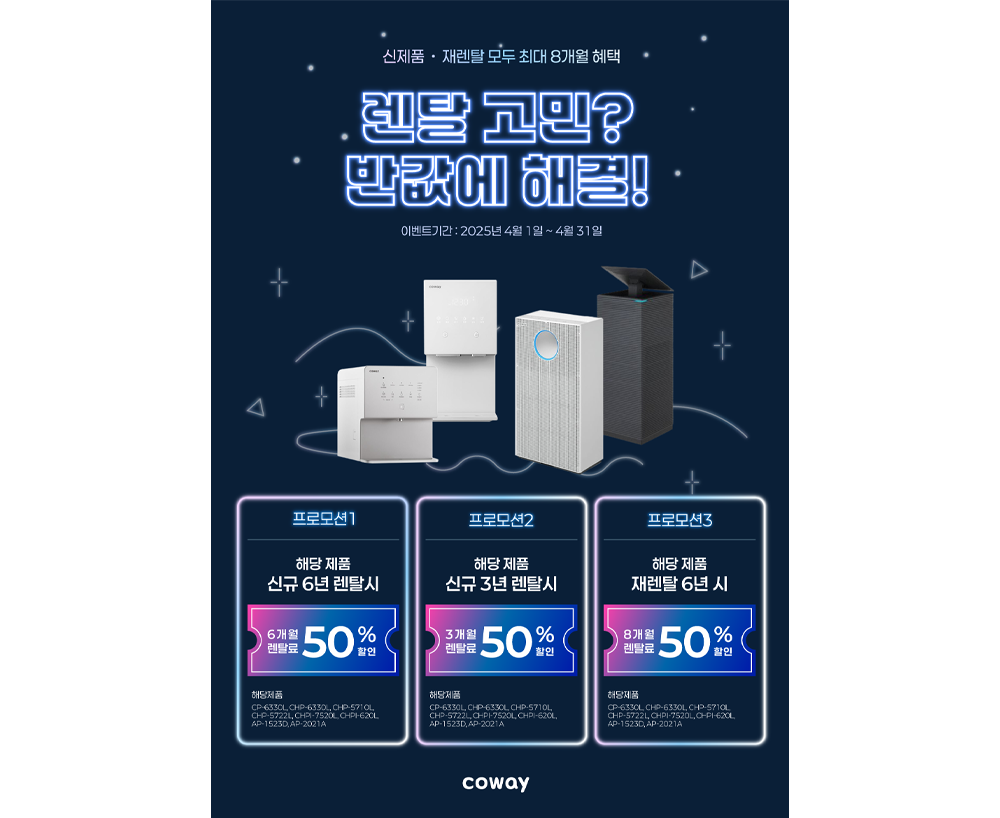 신제품 · 재렌탈 모두 최대 8개월 혜택
렌탈 고민?
반값에 해결!
이벤트기간 : 2025년 4월 1일 ~ 4월 31일
coway
coway
프로모션1
해당 제품
신규 6년 렌탈시
6개월
렌탈료
50%
할인
해당제품
CP-6330L, CHP-6330L, CHP-5710L,
CHP-5722L, CHPI-7520L, CHPI-620L,
AP-1523D, AP-2021A
프로모션2
해당 제품
신규 3년 렌탈시
3개월
렌탈료
50%
할인
해당제품
CP-6330L, CHP-6330L, CHP-5710L,
CHP-5722L, CHPI-7520L, CHPI-620L,
AP-1523D, AP-2021A
프로모션3
해당 제품
재렌탈 6년 시
8개월
렌탈료
50%
할인
해당제품
CP-6330L, CHP-6330L, CHP-5710L,
CHP-5722L, CHPI-7520L, CHPI-620L,
AP-1523D, AP-2021A
coway